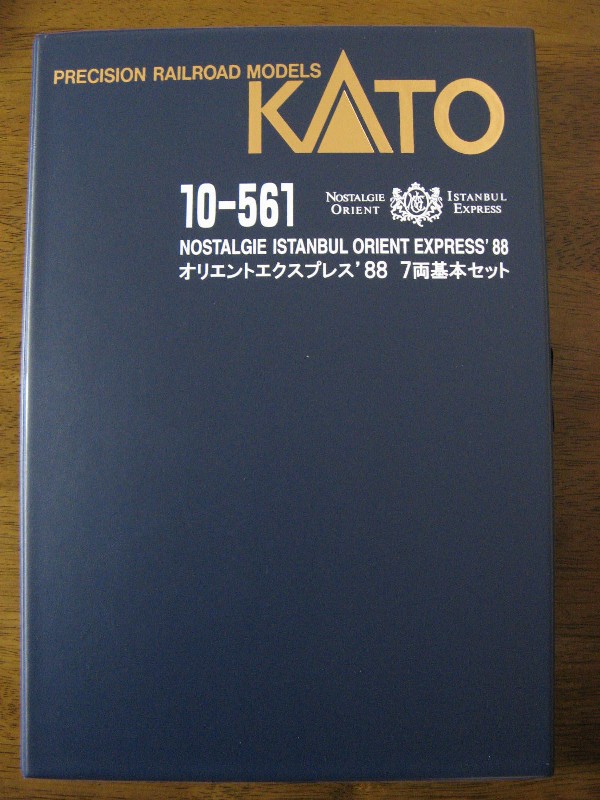 PRECISION RAILROAD MODELS
KATO
10-561
NOSTALGIE ISTANBUL
ORIENT EXPRESS
NOSTALGIE ISTANBUL ORIENT EXPRESS'88
オリエントエクスプレス'88 7両基本セット